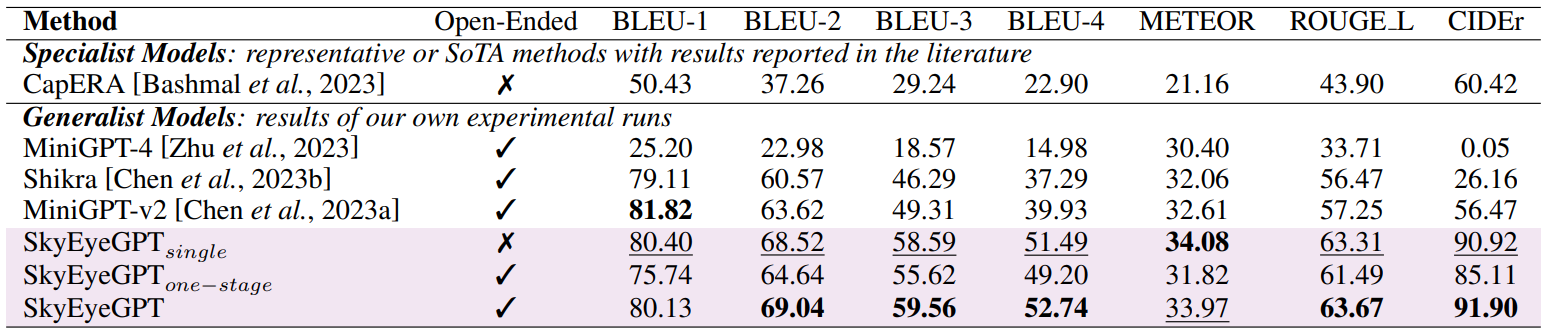 Method Open-Ended BLEU-1 BLEU-2 BLEU-3 BLEU-4 METEOR ROUGE_L CIDEr
Specialist Models: representative or SoTA methods with results reported in the literature
CapERA [Bashmal et al., 2023] ✗ 50.43 37.26 29.24 22.90 21.16 43.90 60.42
Generalist Models: results of our own experimental runs
MiniGPT-4 [Zhu et al., 2023] ✓ 25.20 22.98 18.57 14.98 30.40 33.71 0.05
Shikra [Chen et al., 2023b] ✓ 79.11 60.57 46.29 37.29 32.06 56.47 26.16
MiniGPT-v2 [Chen et al., 2023a] ✓ 81.82 63.62 49.31 39.93 32.61 57.25 56.47
SkyEyeGPT single ✗ 80.40 68.52 58.59 51.49 34.08 63.31 90.92
SkyEyeGPT one−stage ✓ 75.74 64.64 55.62 49.20 31.82 61.49 85.11
SkyEyeGPT ✓ 80.13 69.04 59.56 52.74 33.97 63.67 91.90